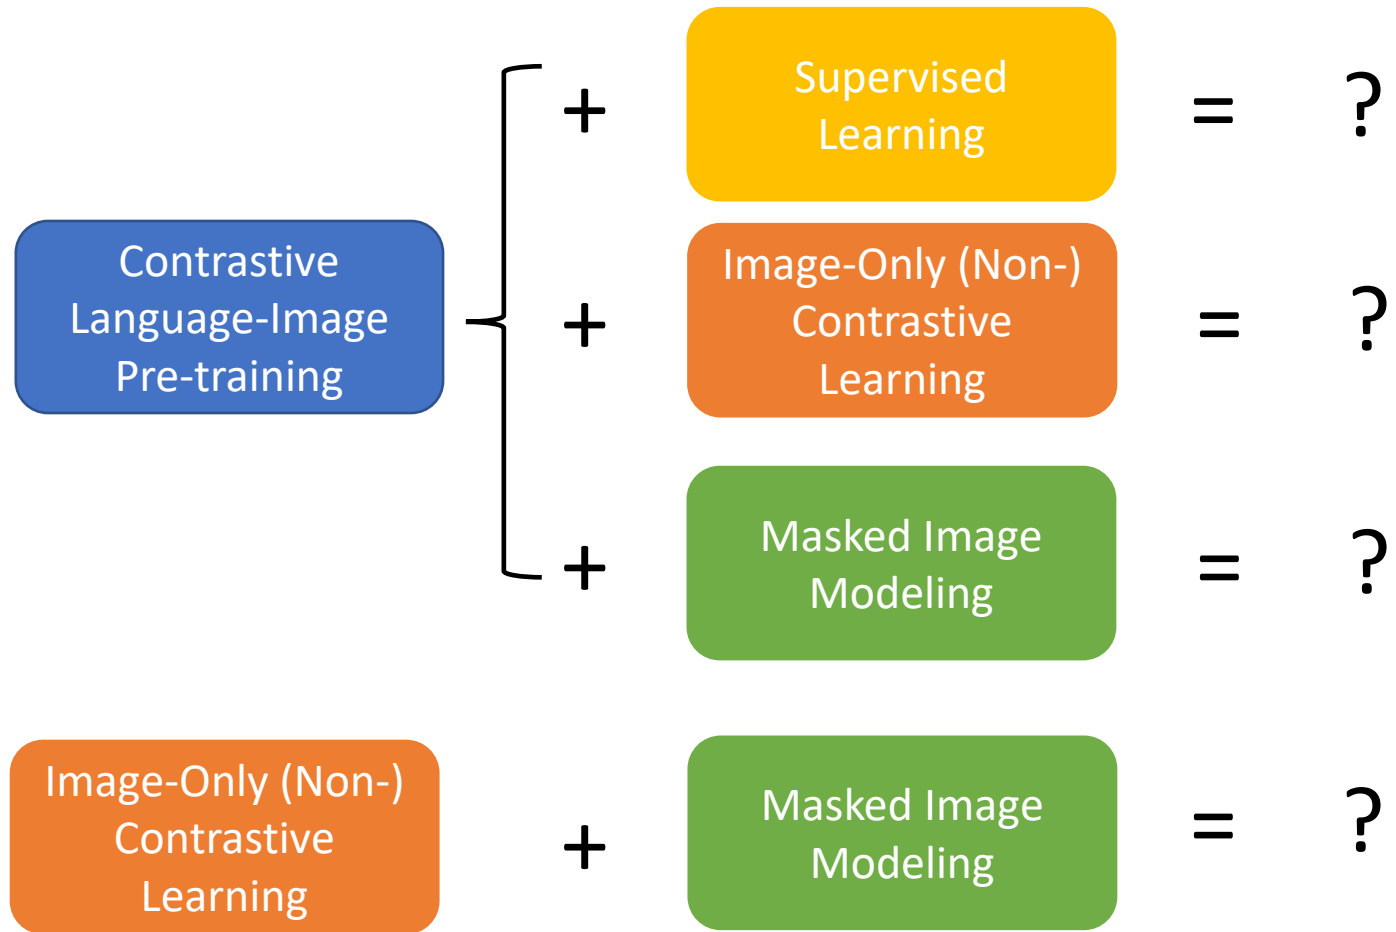 +
Supervised
Learning
=
?
Contrastive
Language-Image
Pre-training
+
Image-Only (Non-)
Contrastive
Learning
=
?
+
Masked Image
Modeling
=
?
Image-Only (Non-)
Contrastive
Learning
+
Masked Image
Modeling
=
?